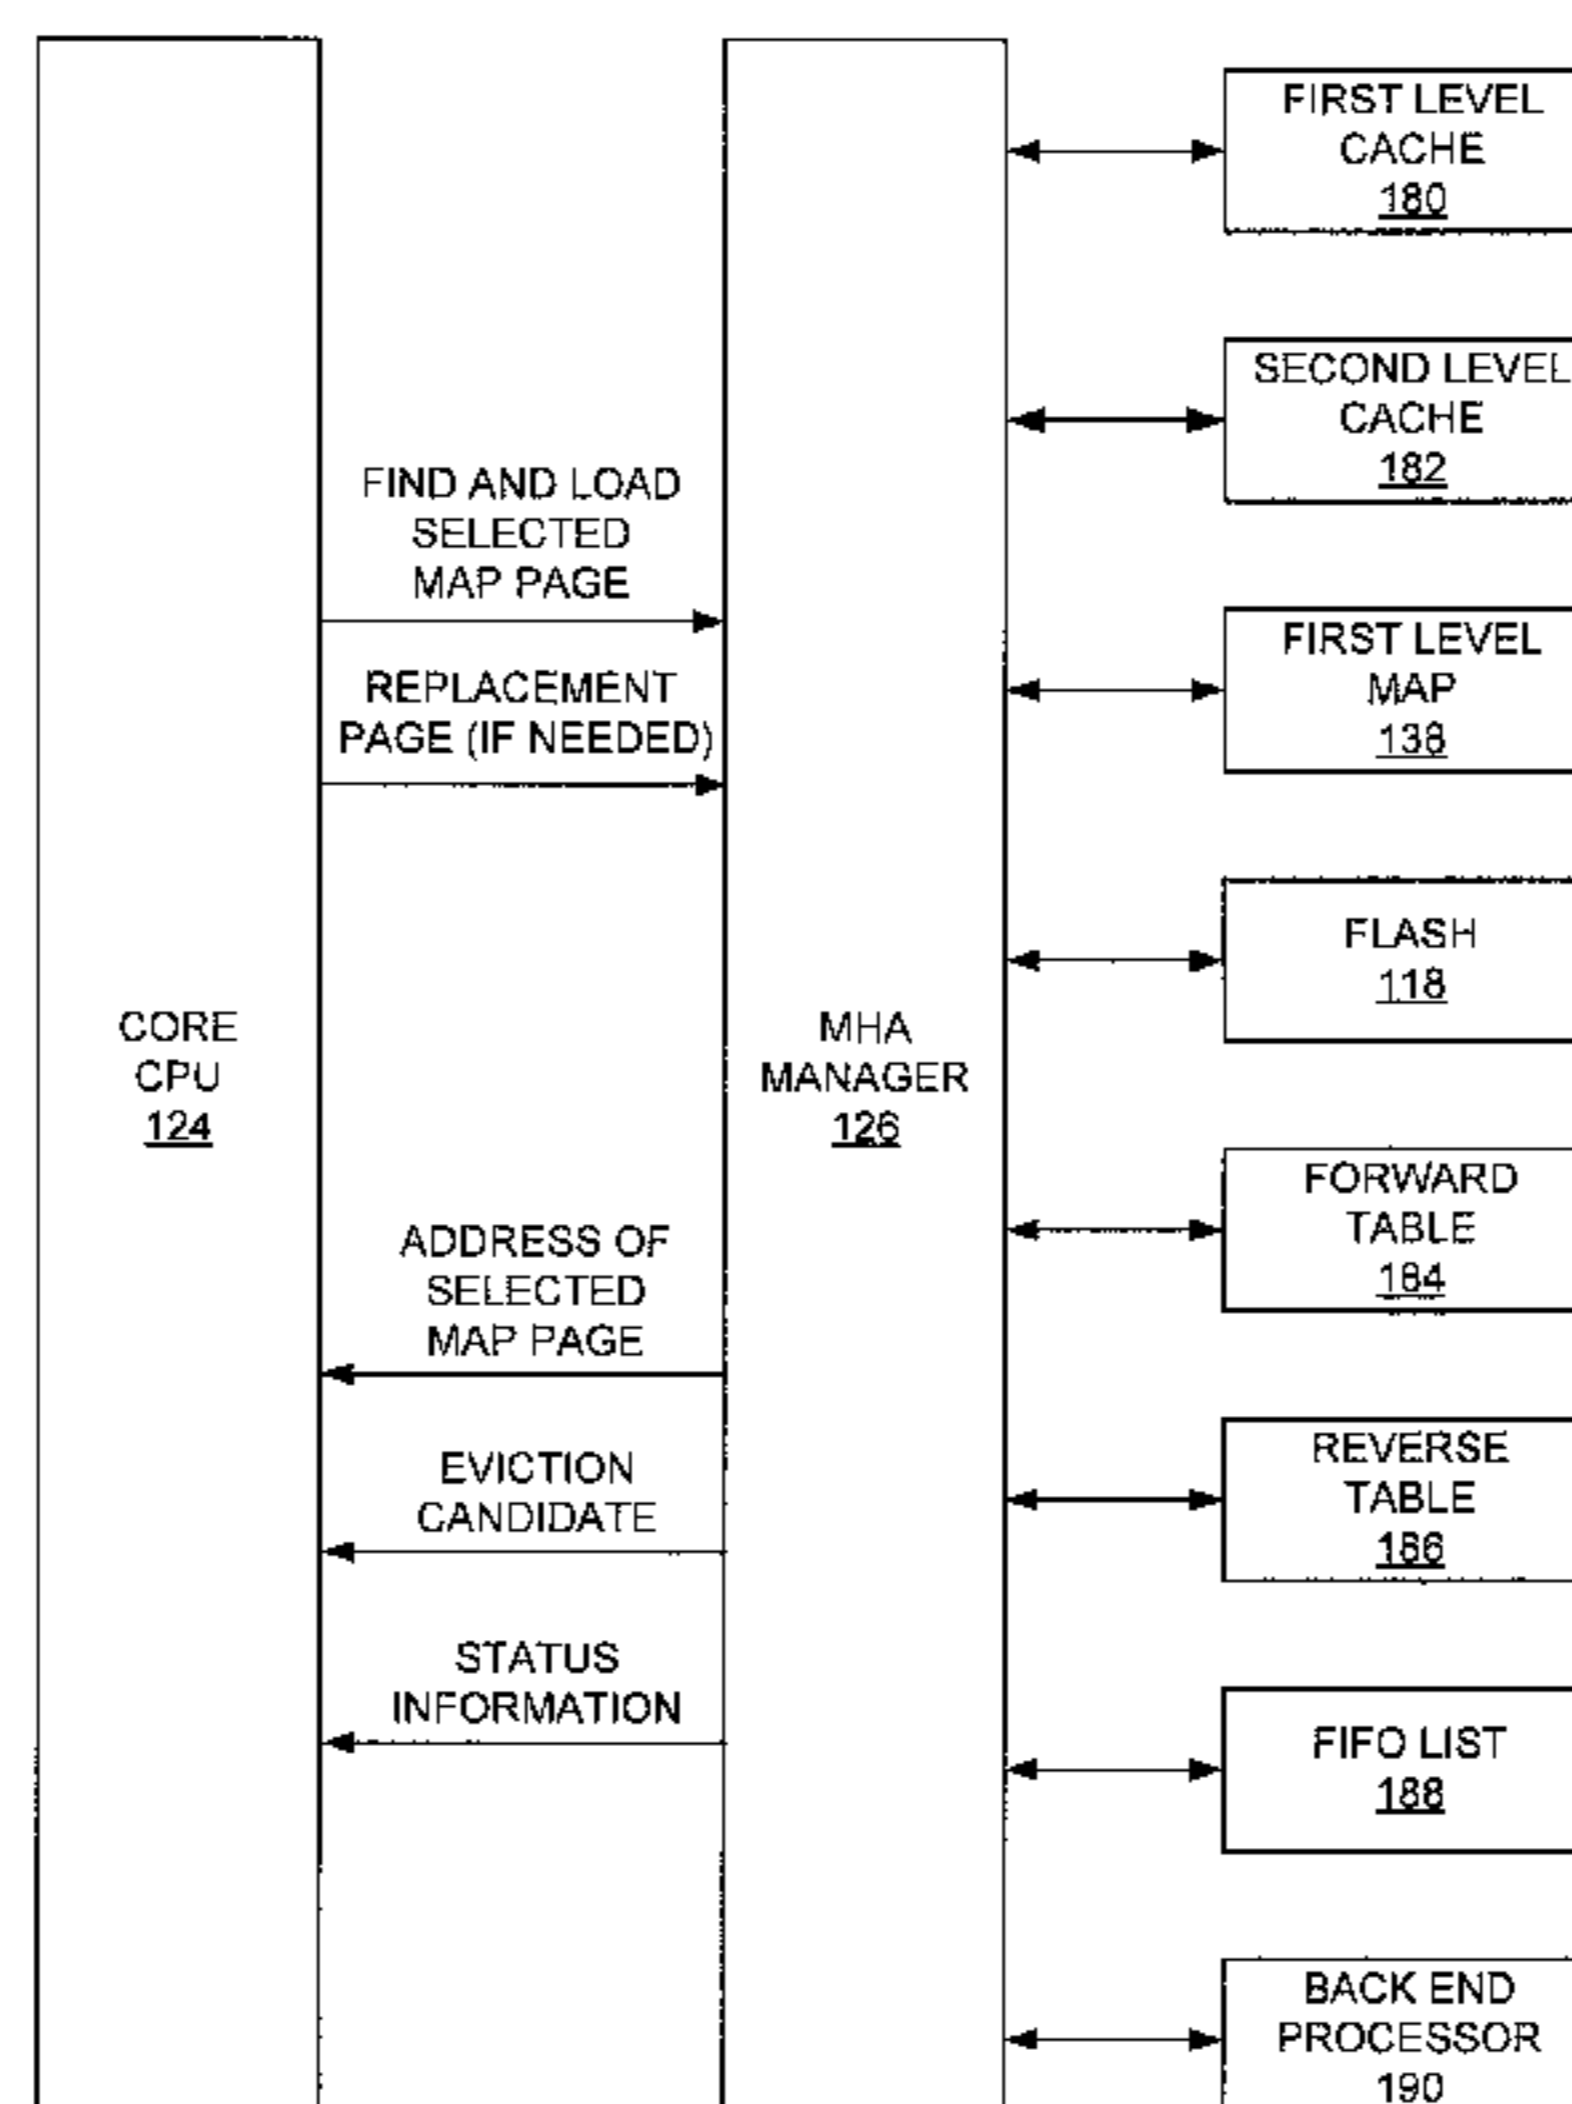 FIRST LEVEL
CACHE
180
SECOND LEVEL
CACHE
182
FIND AND LOAD
SELECTED
MAP PAGE
REPLACEMENT
PAGE (IF NEEDED)
FIRST LEVEL
MAP
138
FLASH
118
CORE
CPU
124
MHA
MANAGER
126
FORWARD
TABLE
184
ADDRESS OF
SELECTED
MAP PAGE
EVICTION
CANDIDATE
REVERSE
TABLE
186
STATUS
INFORMATION
FIFO LIST
188
BACK END
PROCESSOR
190